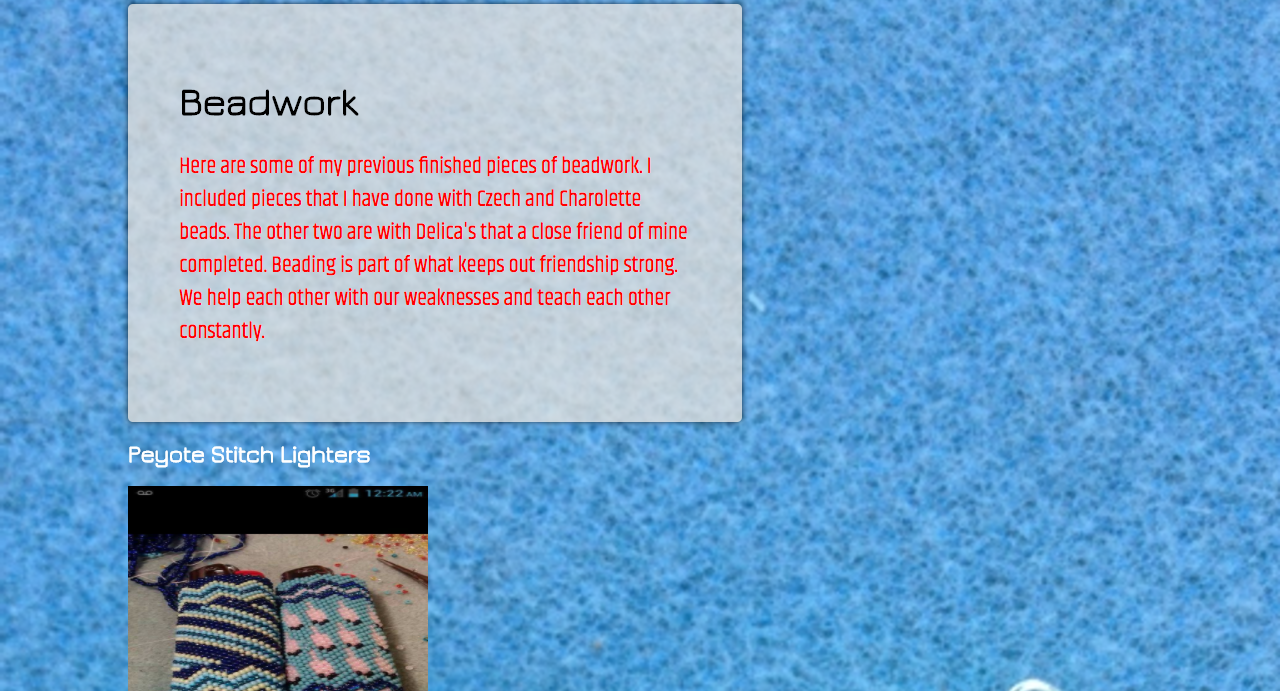 Beadwork
Here are some of my previous finished pieces of beadwork. I
included pieces that I have done with Czech and Charolette
beads. The other two are with Delica's that a close friend of mine
completed. Beading is part of what keeps out friendship strong.
We help each other with our weaknesses and teach each other
constantly.
Peyote Stitch Lighters
3G 12:22 AM